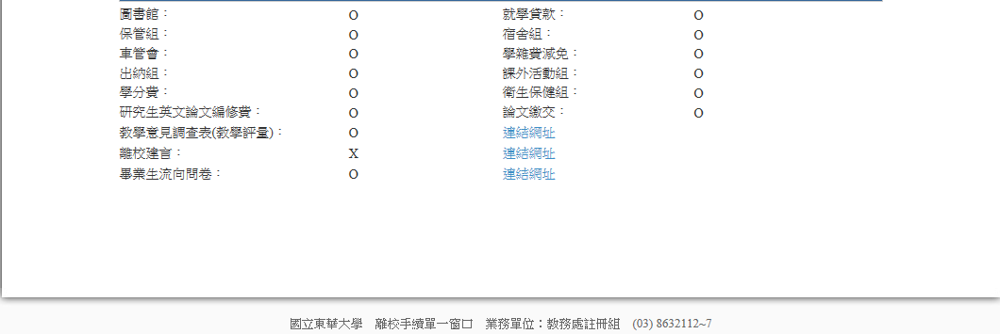 圖書館： O 就學貸款： O
保管組： O 宿舍組： O
車管會： O 學雜費減免： O
出納組： O 課外活動組： O
學分費： O 衛生保健組： O
研究生英文論文編修費： O 論文繳交： O
教學意見調查表(教學評量)： O 連結網址
離校建言： X 連結網址
畢業生流向問卷： O 連結網址
國立東華大學 離校手續單一窗口 業務單位：教務處註冊組 (03) 8632112~7